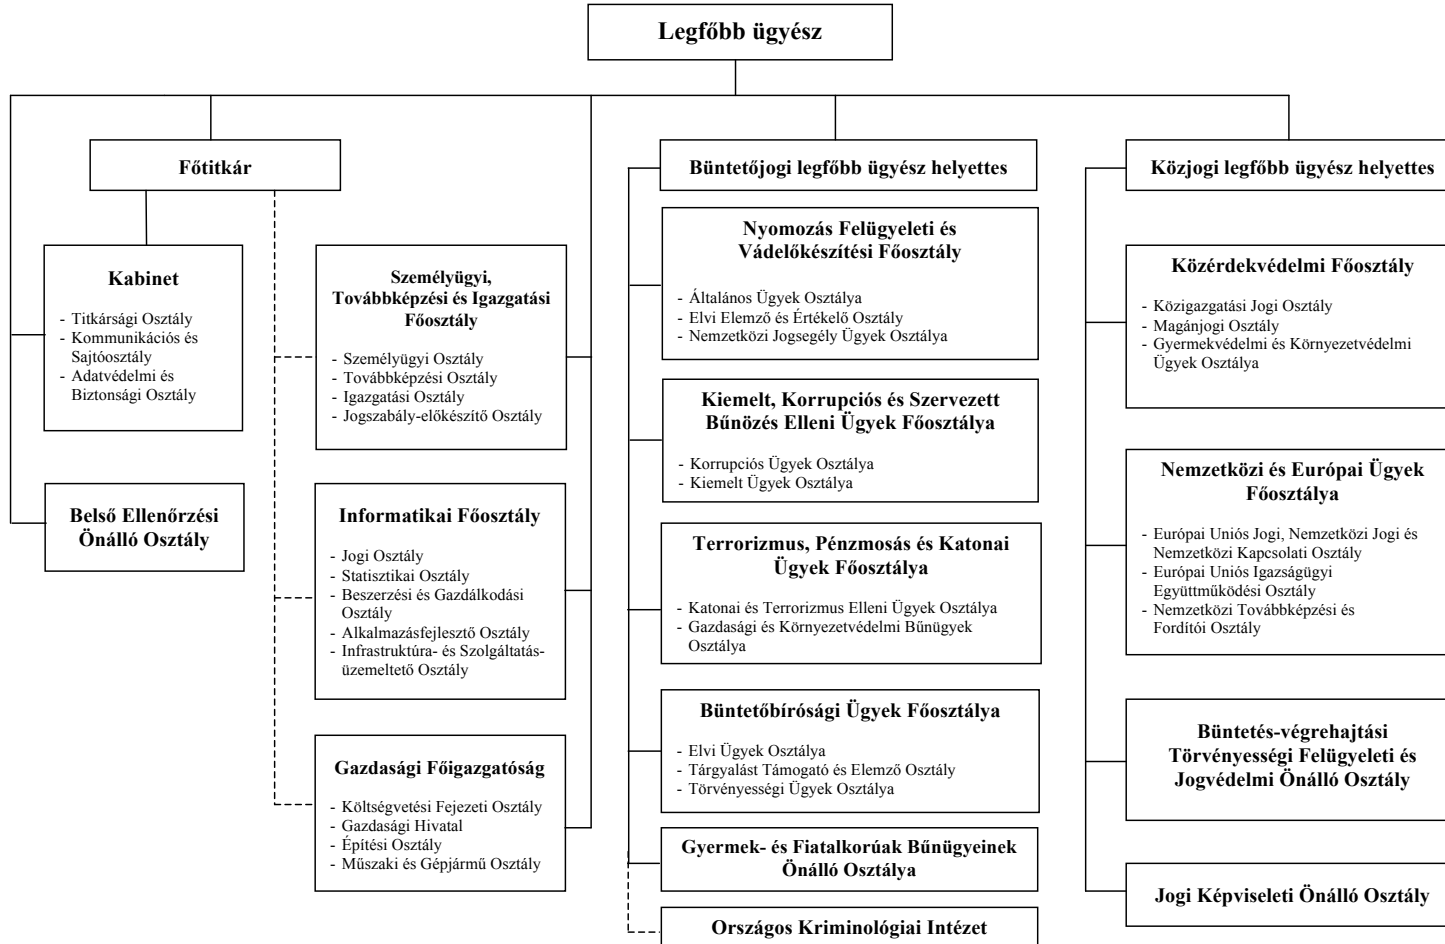 Legfőbb ügyész
Főtitkár
Büntetőjogi legfőbb ügyész helyettes
Közjogi legfőbb ügyész helyettes
Kabinet
- Titkársági Osztály
- Kommunikációs és
Sajtóosztály
- Adatvédelmi és
Biztonsági Osztály
Belső Ellenőrzési
Önálló Osztály
Személyügyi,
Továbbképzési és Igazgatási
Főosztály
- Személyügyi Osztály
- Továbbképzési Osztály
- Igazgatási Osztály
- Jogszabály-előkészítő Osztály
Informatikai Főosztály
- Jogi Osztály
- Statisztikai Osztály
- Beszerzési és Gazdálkodási
Osztály
- Alkalmazásfejlesztő Osztály
- Infrastruktúra- és Szolgáltatás-
üzemeltető Osztály
Gazdasági Főigazgatóság
- Költségvetési Fejezeti Osztály
- Gazdasági Hivatal
- Építési Osztály
- Műszaki és Gépjármű Osztály
Nyomozás Felügyeleti és
Vádelőkészítési Főosztály
- Általános Ügyek Osztálya
- Elvi Elemző és Értékelő Osztály
- Nemzetközi Jogsegély Ügyek Osztálya
Kiemelt, Korrupciós és Szervezett
Bűnözés Elleni Ügyek Főosztálya
- Korrupciós Ügyek Osztálya
- Kiemelt Ügyek Osztálya
Terrorizmus, Pénzmosás és Katonai
Ügyek Főosztálya
- Katonai és Terrorizmus Elleni Ügyek Osztálya
- Gazdasági és Környezetvédelmi Bűnügyek
Osztálya
Büntetőbírósági Ügyek Főosztálya
- Elvi Ügyek Osztálya
- Tárgyalást Támogató és Elemző Osztály
- Törvényességi Ügyek Osztálya
Gyermek- és Fiatalkorúak Bűnügyeinek
Önálló Osztálya
Országos Kriminológiai Intézet
Közérdekvédelmi Főosztály
- Közigazgatási Jogi Osztály
- Magánjogi Osztály
- Gyermekvédelmi és Környezetvédelmi
Ügyek Osztálya
Nemzetközi és Európai Ügyek
Főosztálya
- Európai Uniós Jogi, Nemzetközi Jogi és
Nemzetközi Kapcsolati Osztály
- Európai Uniós Igazságügyi
Együttműködési Osztály
- Nemzetközi Továbbképzési és
Fordítói Osztály
Büntetés-végrehajtási
Törvényességi Felügyeleti és
Jogvédelmi Önálló Osztály
Jogi Képviseleti Önálló Osztály